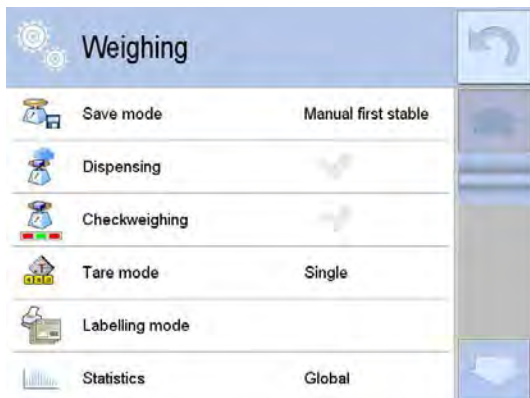 Weighing
Save mode Manual first stable
Dispensing
Checkweighing
Tare mode Single
Labelling mode
Statistics Global